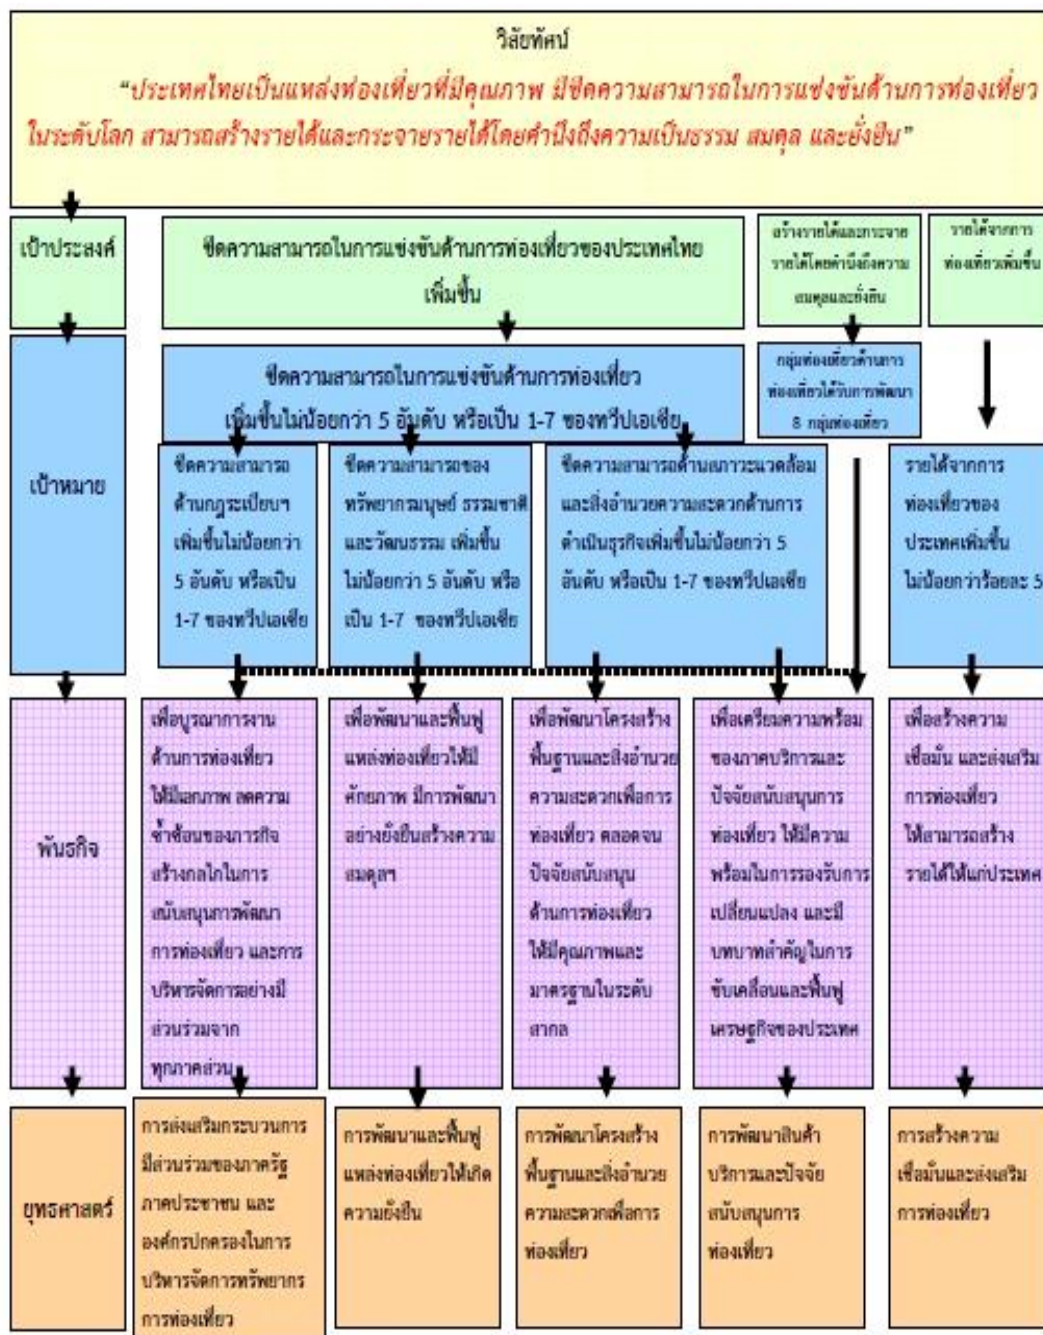 วิสัยทัศน์
"ประเทศไทยเป็นแหล่งท่องเที่ยวที่มีคุณภาพ มีขีดความสามารถในการแข่งขันด้านการท่องเที่ยว
ในระดับโลก สามารถสร้างรายได้และกระจายรายได้โดยคำนึงถึงความเป็นธรรม สมดุล และยั่งยืน"
เป้าประสงค์
ขีดความสามารถในการแข่งขันด้านการท่องเที่ยวของประเทศไทย
เพิ่มขึ้น
สร้างรายได้และกระจาย
รายได้โดยคำนึงถึงความ
สมดุลและยั่งยืน
รายได้จากการ
ท่องเที่ยวเพิ่มขึ้น
เป้าหมาย
ขีดความสามารถในการแข่งขันด้านการท่องเที่ยว
เพิ่มขึ้นไม่น้อยกว่า 5 อันดับ หรือเป็น 1-7 ของทวีปเอเชีย
กลุ่มท่องเที่ยวด้านการ
ท่องเที่ยวได้รับการพัฒนา
8 กลุ่มท่องเที่ยว
ขีดความสามารถ
ด้านกฎระเบียบฯ
เพิ่มขึ้นไม่น้อยกว่า
5 อันดับ หรือเป็น
1-7 ของทวีปเอเชีย
ขีดความสามารถของ
ทรัพยากรมนุษย์ ธรรมชาติ
และวัฒนธรรม เพิ่มขึ้น
ไม่น้อยกว่า 5 อันดับ หรือ
เป็น 1-7 ของทวีปเอเชีย
ขีดความสามารถด้านสภาวะแวดล้อม
และสิ่งอำนวยความสะดวกด้านการ
ดำเนินธุรกิจเพิ่มขึ้นไม่น้อยกว่า 5
อันดับ หรือเป็น 1-7 ของทวีปเอเชีย
รายได้จากการ
ท่องเที่ยวของ
ประเทศเพิ่มขึ้น
ไม่น้อยกว่าร้อยละ 5
พันธกิจ
เพื่อบูรณาการงาน
ด้านการท่องเที่ยว
ให้มีเอกภาพ ลดความ
ซ้ำซ้อนของภารกิจ
สร้างกลไกในการ
สนับสนุนการพัฒนา
การท่องเที่ยว และการ
บริหารจัดการอย่างมี
ส่วนร่วมจาก
ทุกภาคส่วน
เพื่อพัฒนาและฟื้นฟู
แหล่งท่องเที่ยวให้มี
ศักยภาพ มีการพัฒนา
อย่างยั่งยืนสร้างความ
สมดุลฯ
เพื่อพัฒนาโครงสร้าง
พื้นฐานและสิ่งอำนวย
ความสะดวกเพื่อการ
ท่องเที่ยว ตลอดจน
ปัจจัยสนับสนุน
ด้านการท่องเที่ยว
ให้มีคุณภาพและ
มาตรฐานในระดับ
สากล
เพื่อเตรียมความพร้อม
ของภาคบริการและ
ปัจจัยสนับสนุนการ
ท่องเที่ยว ให้มีความ
พร้อมในการรองรับการ
เปลี่ยนแปลง และมี
บทบาทสำคัญในการ
ขับเคลื่อนและฟื้นฟู
เศรษฐกิจของประเทศ
เพื่อสร้างความ
เชื่อมั่น และส่งเสริม
การท่องเที่ยว
ให้สามารถสร้าง
รายได้ให้แก่ประเทศ
ยุทธศาสตร์
การส่งเสริมกระบวนการ
มีส่วนร่วมของภาครัฐ
ภาคประชาชน และ
องค์กรปกครองในการ
บริหารจัดการทรัพยากร
การท่องเที่ยว
การพัฒนาและฟื้นฟู
แหล่งท่องเที่ยวให้เกิด
ความยั่งยืน
การพัฒนาโครงสร้าง
พื้นฐานและสิ่งอำนวย
ความสะดวกเพื่อการ
ท่องเที่ยว
การพัฒนาสินค้า
บริการและปัจจัย
สนับสนุนการ
ท่องเที่ยว
การสร้างความ
เชื่อมั่นและส่งเสริม
การท่องเที่ยว